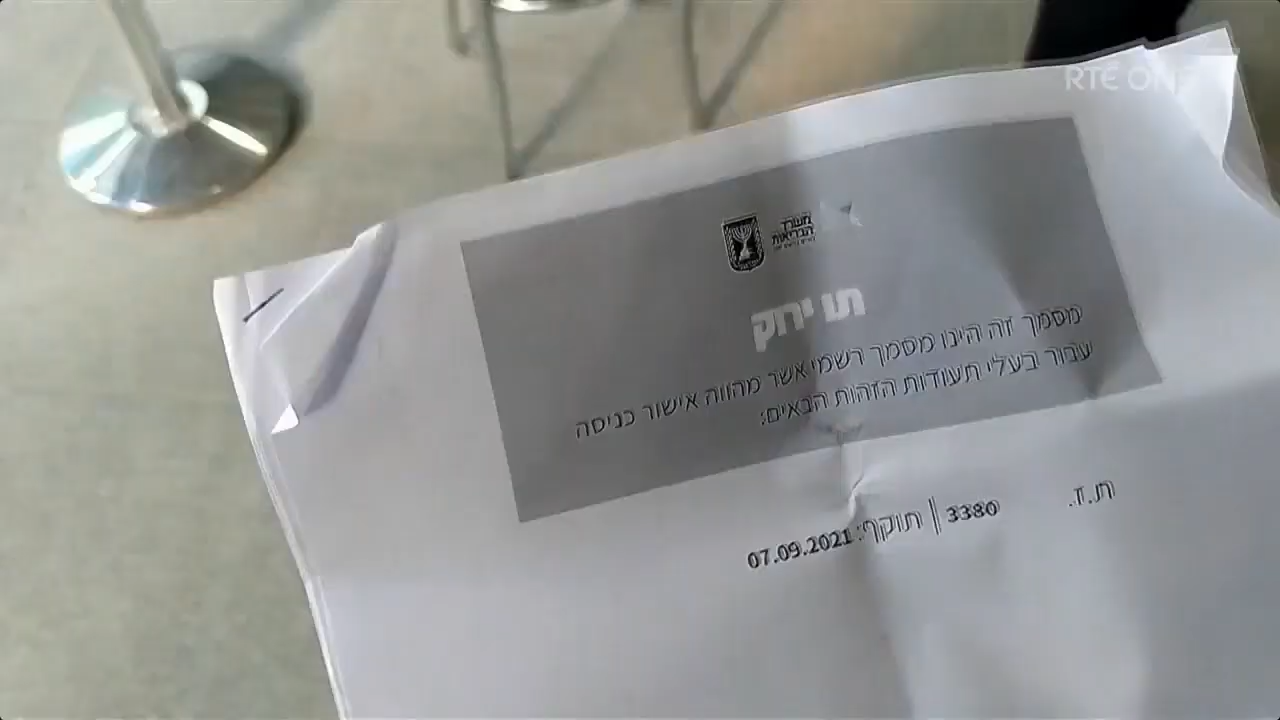 RTÉ ONE
משרד
הבריאות
תו ירוק
מסמך זה הינו מסמך רשמי אשר מהווה אישור כניסה
עבור בעלי תעודות הזהות הבאים:
ת.ז. 3380 | תוקף: 07.09.2021